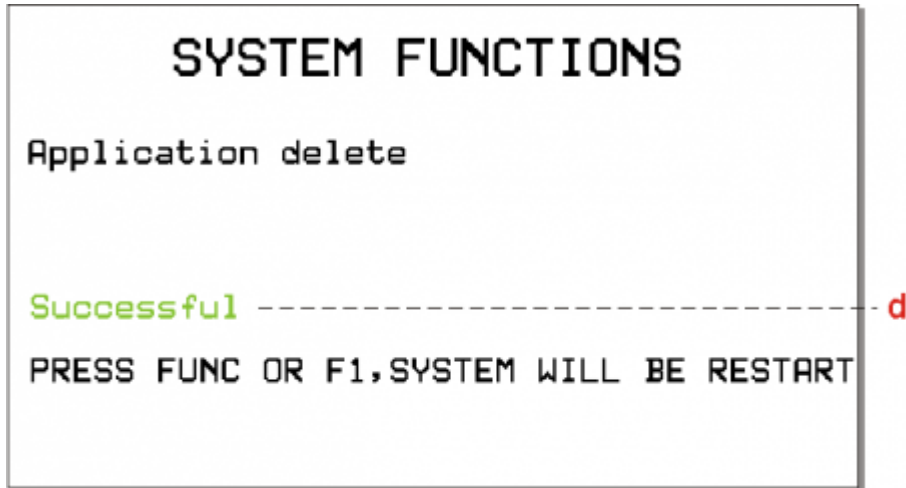 SYSTEM FUNCTIONS
Application delete
Successful d
PRESS FUNC OR F1,SYSTEM WILL BE RESTART